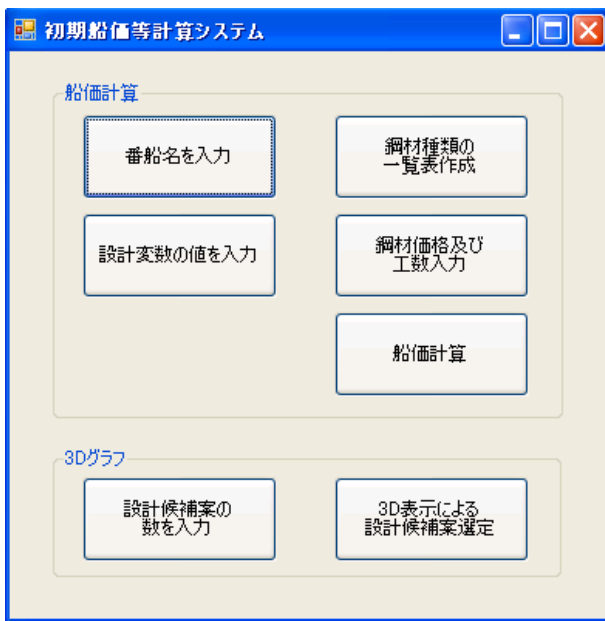 初期船価等計算システム
船価計算
番船名を入力
鋼材種類の
一覧表作成
設計変数の値を入力
鋼材価格及び
工数入力
船価計算
3Dグラフ
設計候補案の
数を入力
3D表示による
設計候補案選定